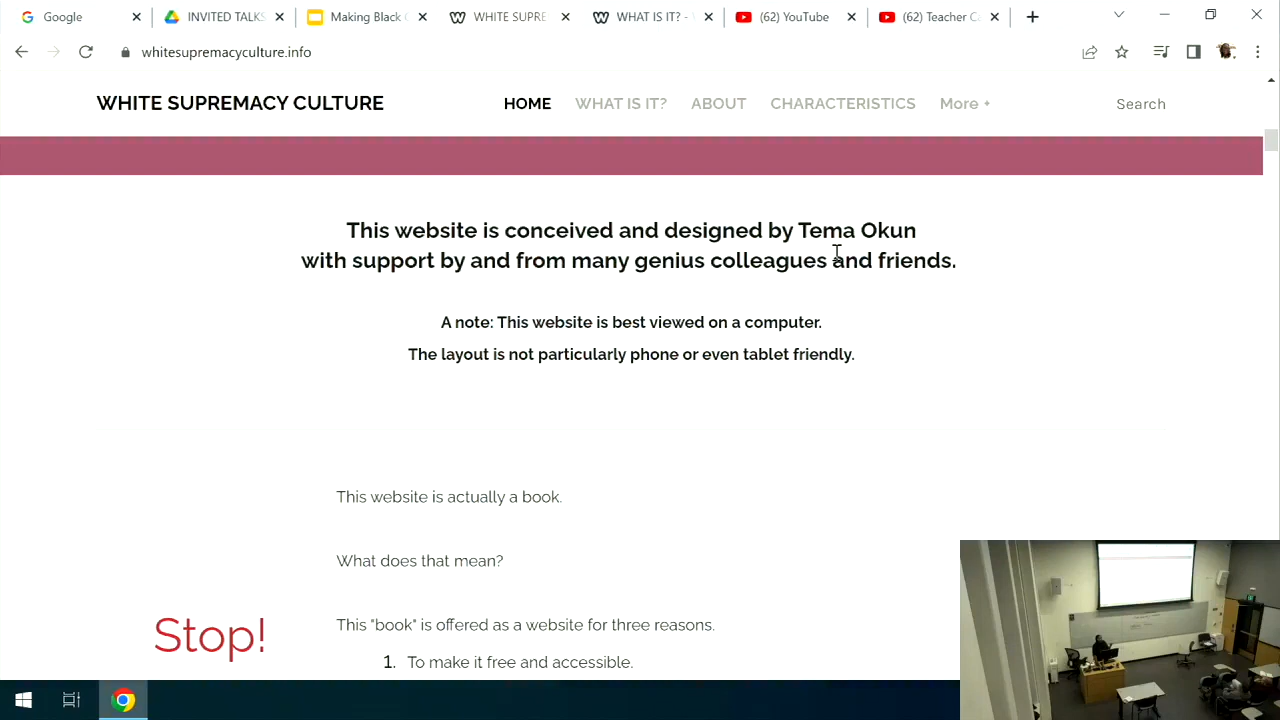 Google
INVITED TALKS
Making Black
WHITE SUPRE
WHAT IS IT? -
(62) YouTube
(62) Teacher
whitesupremacyculture.info
WHITE SUPREMACY CULTURE
HOME
WHAT IS IT?
ABOUT
CHARACTERISTICS
More +
Search
This website is conceived and designed by Tema Okun
with support by and from many genius colleagues and friends.
A note: This website is best viewed on a computer.
The layout is not particularly phone or even tablet friendly.
This website is actually a book.
What does that mean?
Stop!
This "book" is offered as a website for three reasons.
1. To make it free and accessible.